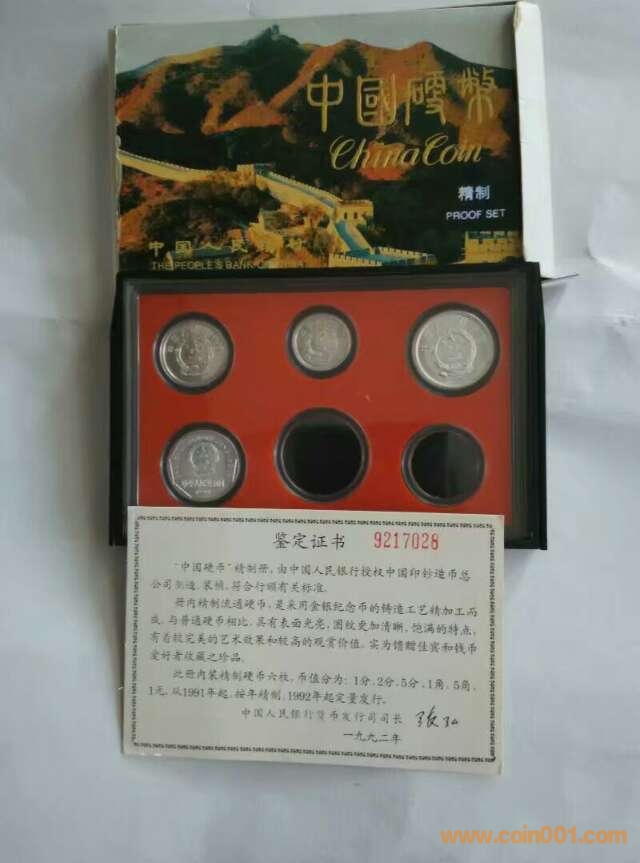 中國硬幣
China Coin
精制
PROOF SET
中国人民银行
THE PEOPLE'S BANK OF
鉴定证书 9217028
“中国硬币”精制册，由中国人民银行授权中国印钞造币总
公司制造、装帧，符合行颁有关标准。
册内精制流通硬币，是采用金银纪念币的铸造工艺精加工而
成，与普通硬币相比，具有表面光亮，图纹更加清晰，饱满的特点，
有着较完美的艺术效果和较高的观赏价值，实为馈赠佳宾和钱币
爱好者收藏之珍品。
此册内装精制硬币六枚，币值分为：1分、2分、5分、1角、5角、
1元。从1991年起，按年精制，1992年起定量发行。
中国人民银行货币发行司司长
一九九二年
www.coin001.com